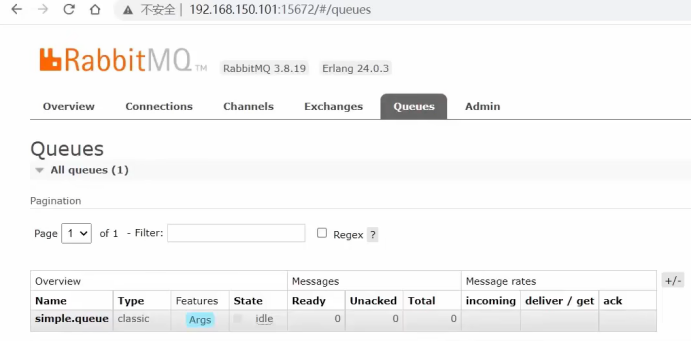 不安全 | 192.168.150.101:15672/#/queues
RabbitMQ TM RabbitMQ 3.8.19 Erlang 24.0.3
Overview Connections Channels Exchanges Queues Admin
Queues
All queues (1)
Pagination
Page 1 of 1 - Filter: Regex ?
Overview Messages Message rates +/-
Name Type Features State Ready Unacked Total incoming deliver / get ack
simple.queue classic Args idle 0 0 0